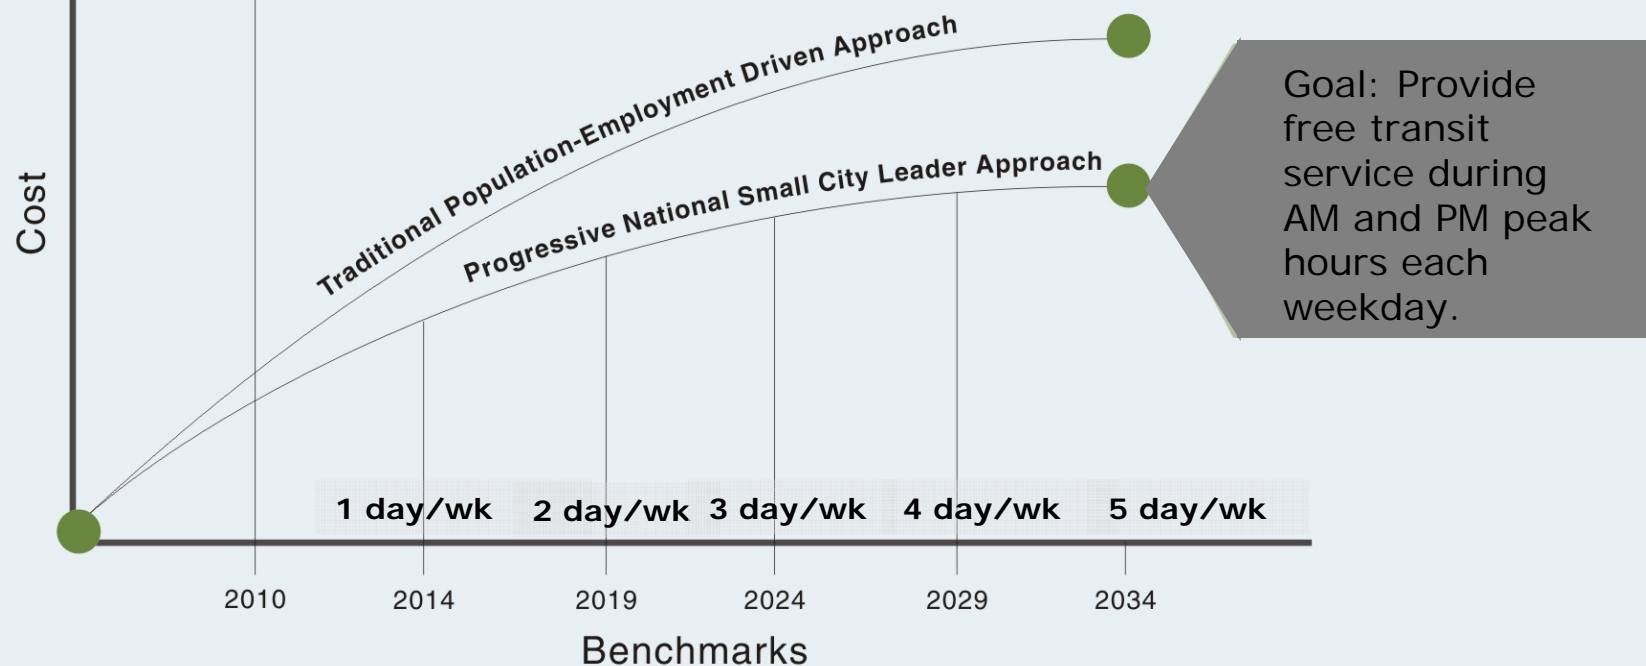 Cost
Traditional Population-Employment Driven Approach
Progressive National Small City Leader Approach
Goal: Provide
free transit
service during
AM and PM peak
hours each
weekday.
1 day/wk 2 day/wk 3 day/wk 4 day/wk 5 day/wk
2010 2014 2019 2024 2029 2034
Benchmarks